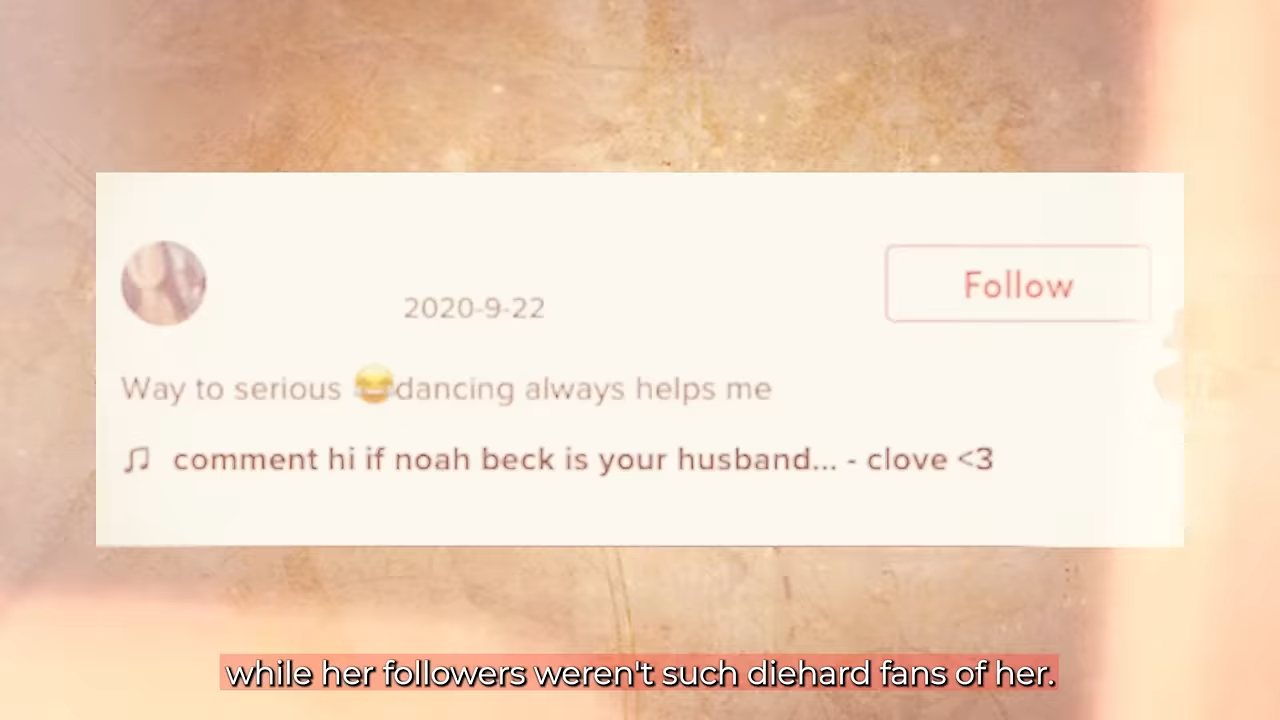 2020-9-22
Follow
Way to serious 😂dancing always helps me
♫ comment hi if noah beck is your husband... - clove <3
while her followers weren't such diehard fans of her.